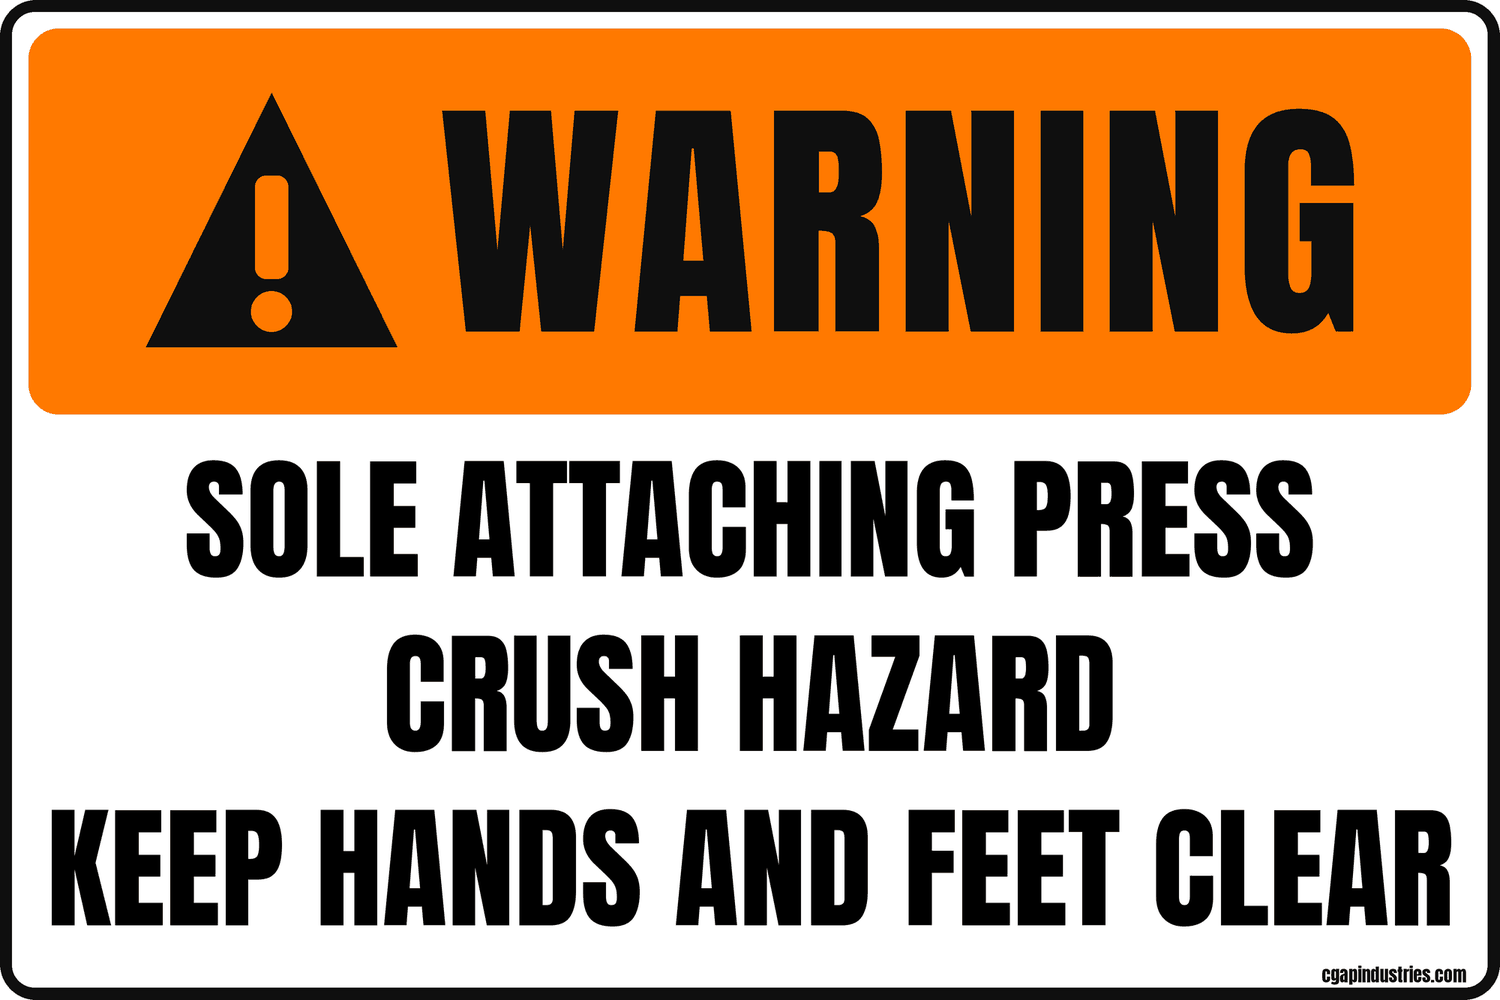 WARNING
SOLE ATTACHING PRESS
CRUSH HAZARD
KEEP HANDS AND FEET CLEAR
cgapindustries.com